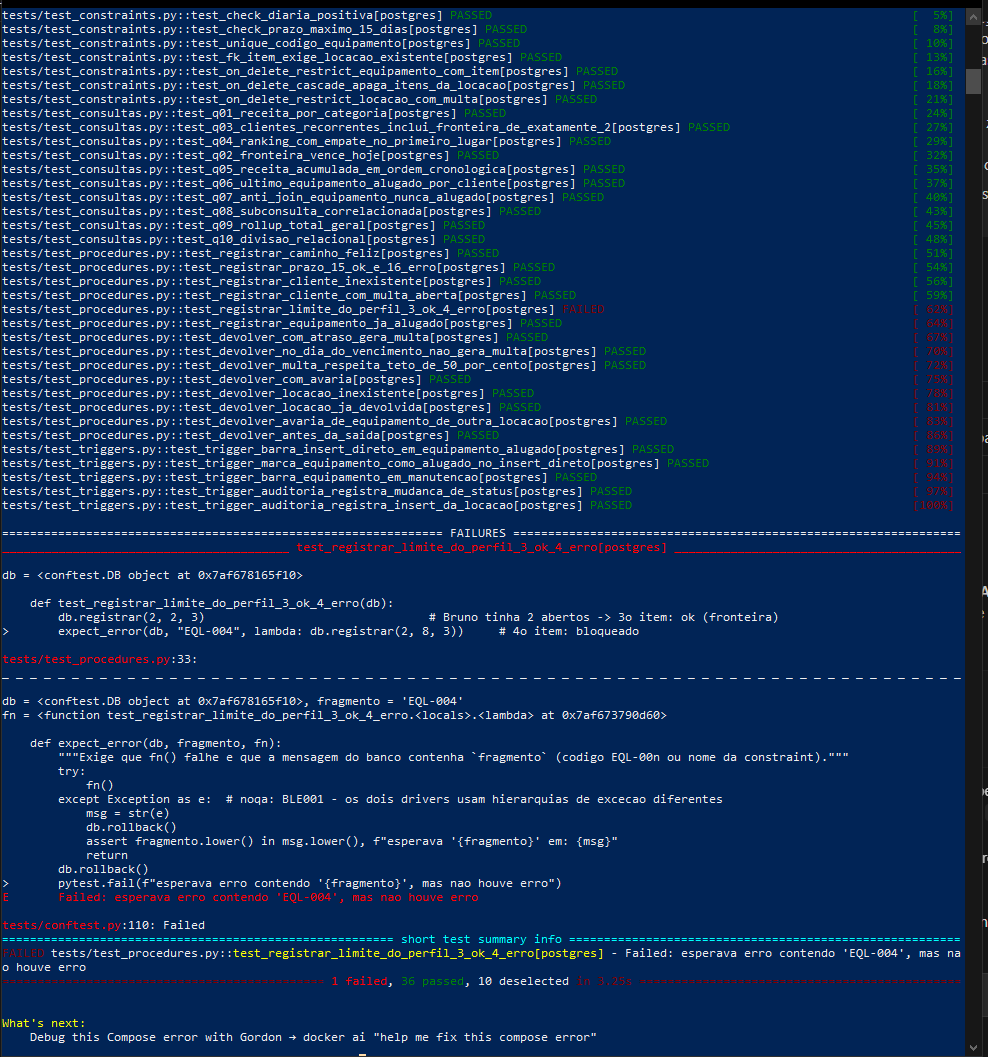 tests/test_constraints.py::test_check_diaria_positiva[postgres] PASSED [  5%]
tests/test_constraints.py::test_check_prazo_maximo_15_dias[postgres] PASSED [  8%]
tests/test_constraints.py::test_unique_codigo_equipamento[postgres] PASSED [ 10%]
tests/test_constraints.py::test_fk_item_exige_locacao_existente[postgres] PASSED [ 13%]
tests/test_constraints.py::test_on_delete_restrict_equipamento_com_item[postgres] PASSED [ 16%]
tests/test_constraints.py::test_on_delete_cascade_apaga_itens_da_locacao[postgres] PASSED [ 18%]
tests/test_constraints.py::test_on_delete_restrict_locacao_com_multa[postgres] PASSED [ 21%]
tests/test_consultas.py::test_q01_receita_por_categoria[postgres] PASSED [ 24%]
tests/test_consultas.py::test_q03_clientes_recorrentes_inclui_fronteira_de_exatamente_2[postgres] PASSED [ 27%]
tests/test_consultas.py::test_q04_ranking_com_empate_no_primeiro_lugar[postgres] PASSED [ 29%]
tests/test_consultas.py::test_q02_fronteira_vence_hoje[postgres] PASSED [ 32%]
tests/test_consultas.py::test_q05_receita_acumulada_em_ordem_cronologica[postgres] PASSED [ 35%]
tests/test_consultas.py::test_q06_ultimo_equipamento_alugado_por_cliente[postgres] PASSED [ 37%]
tests/test_consultas.py::test_q07_anti_join_equipamento_nunca_alugado[postgres] PASSED [ 40%]
tests/test_consultas.py::test_q08_subconsulta_correlacionada[postgres] PASSED [ 43%]
tests/test_consultas.py::test_q09_rollup_total_geral[postgres] PASSED [ 45%]
tests/test_consultas.py::test_q10_divisao_relacional[postgres] PASSED [ 48%]
tests/test_procedures.py::test_registrar_caminho_feliz[postgres] PASSED [ 51%]
tests/test_procedures.py::test_registrar_prazo_15_ok_e_16_erro[postgres] PASSED [ 54%]
tests/test_procedures.py::test_registrar_cliente_inexistente[postgres] PASSED [ 56%]
tests/test_procedures.py::test_registrar_cliente_com_multa_aberta[postgres] PASSED [ 59%]
tests/test_procedures.py::test_registrar_limite_do_perfil_3_ok_4_erro[postgres] FAILED [ 62%]
tests/test_procedures.py::test_registrar_equipamento_ja_alugado[postgres] PASSED [ 64%]
tests/test_procedures.py::test_devolver_com_atraso_gera_multa[postgres] PASSED [ 67%]
tests/test_procedures.py::test_devolver_no_dia_do_vencimento_nao_gera_multa[postgres] PASSED [ 70%]
tests/test_procedures.py::test_devolver_multa_respeita_teto_de_50_por_cento[postgres] PASSED [ 72%]
tests/test_procedures.py::test_devolver_com_avaria[postgres] PASSED [ 75%]
tests/test_procedures.py::test_devolver_locacao_inexistente[postgres] PASSED [ 78%]
tests/test_procedures.py::test_devolver_locacao_ja_devolvida[postgres] PASSED [ 81%]
tests/test_procedures.py::test_devolver_avaria_de_equipamento_de_outra_locacao[postgres] PASSED [ 83%]
tests/test_procedures.py::test_devolver_antes_da_saida[postgres] PASSED [ 86%]
tests/test_triggers.py::test_trigger_barra_insert_direto_em_equipamento_alugado[postgres] PASSED [ 89%]
tests/test_triggers.py::test_trigger_marca_equipamento_como_alugado_no_insert_direto[postgres] PASSED [ 91%]
tests/test_triggers.py::test_trigger_barra_equipamento_em_manutencao[postgres] PASSED [ 94%]
tests/test_triggers.py::test_trigger_auditoria_registra_mudanca_de_status[postgres] PASSED [ 97%]
tests/test_triggers.py::test_trigger_auditoria_registra_insert_da_locacao[postgres] PASSED [100%]
=============================================================== FAILURES ================================================================
_________________________________________ test_registrar_limite_do_perfil_3_ok_4_erro[postgres] _________________________________________
db = <conftest.DB object at 0x7af678165f10>
    def test_registrar_limite_do_perfil_3_ok_4_erro(db):
        db.registrar(2, 2, 3)                                # Bruno tinha 2 abertos -> 3o item: ok (fronteira)
>       expect_error(db, "EQL-004", lambda: db.registrar(2, 8, 3))     # 4o item: bloqueado
tests/test_procedures.py:33:
_ _ _ _ _ _ _ _ _ _ _ _ _ _ _ _ _ _ _ _ _ _ _ _ _ _ _ _ _ _ _ _ _ _ _ _ _ _ _ _ _ _ _ _ _ _ _ _ _ _ _ _ _ _ _ _ _ _ _ _ _ _ _ _ _ _ _ _ _
db = <conftest.DB object at 0x7af678165f10>, fragmento = 'EQL-004'
fn = <function test_registrar_limite_do_perfil_3_ok_4_erro.<locals>.<lambda> at 0x7af673790d60>
    def expect_error(db, fragmento, fn):
        """Exige que fn() falhe e que a mensagem do banco contenha `fragmento` (codigo EQL-00n ou nome da constraint)."""
        try:
            fn()
        except Exception as e:  # noqa: BLE001 - os dois drivers usam hierarquias de excecao diferentes
            msg = str(e)
            db.rollback()
            assert fragmento.lower() in msg.lower(), f"esperava '{fragmento}' em: {msg}"
            return
        db.rollback()
>       pytest.fail(f"esperava erro contendo '{fragmento}', mas nao houve erro")
E       Failed: esperava erro contendo 'EQL-004', mas nao houve erro
tests/conftest.py:110: Failed
======================================================== short test summary info ========================================================
FAILED tests/test_procedures.py::test_registrar_limite_do_perfil_3_ok_4_erro[postgres] - Failed: esperava erro contendo 'EQL-004', mas na
o houve erro
============================================== 1 failed, 36 passed, 10 deselected in 3.25s ==============================================
What's next:
    Debug this Compose error with Gordon → docker ai "help me fix this compose error"